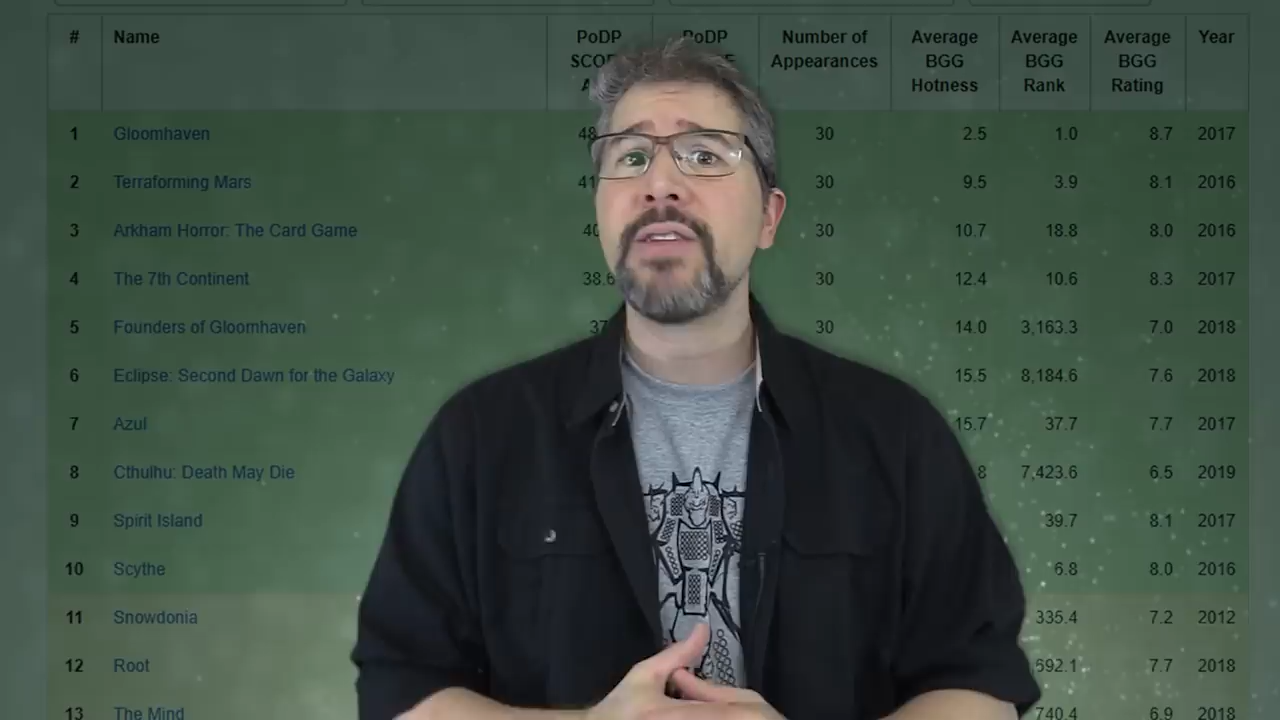 # Name PoDP PoDP Number of Average Average Average Year
Appearances BGG BGG BGG
Hotness Rank Rating
1 Gloomhaven 30 2.5 1.0 8.7 2017
2 Terraforming Mars 30 9.5 3.9 8.1 2016
3 Arkham Horror: The Card Game 30 10.7 18.8 8.0 2016
4 The 7th Continent 38.6 30 12.4 10.6 8.3 2017
5 Founders of Gloomhaven 30 14.0 3,163.3 7.0 2018
6 Eclipse: Second Dawn for the Galaxy 15.5 8,184.6 7.6 2018
7 Azul 15.7 37.7 7.7 2017
8 Cthulhu: Death May Die 7,423.6 6.5 2019
9 Spirit Island 39.7 8.1 2017
10 Scythe 6.8 8.0 2016
11 Snowdonia 335.4 7.2 2012
12 Root 592.1 7.7 2018
13 The Mind 740.4 6.9 2018